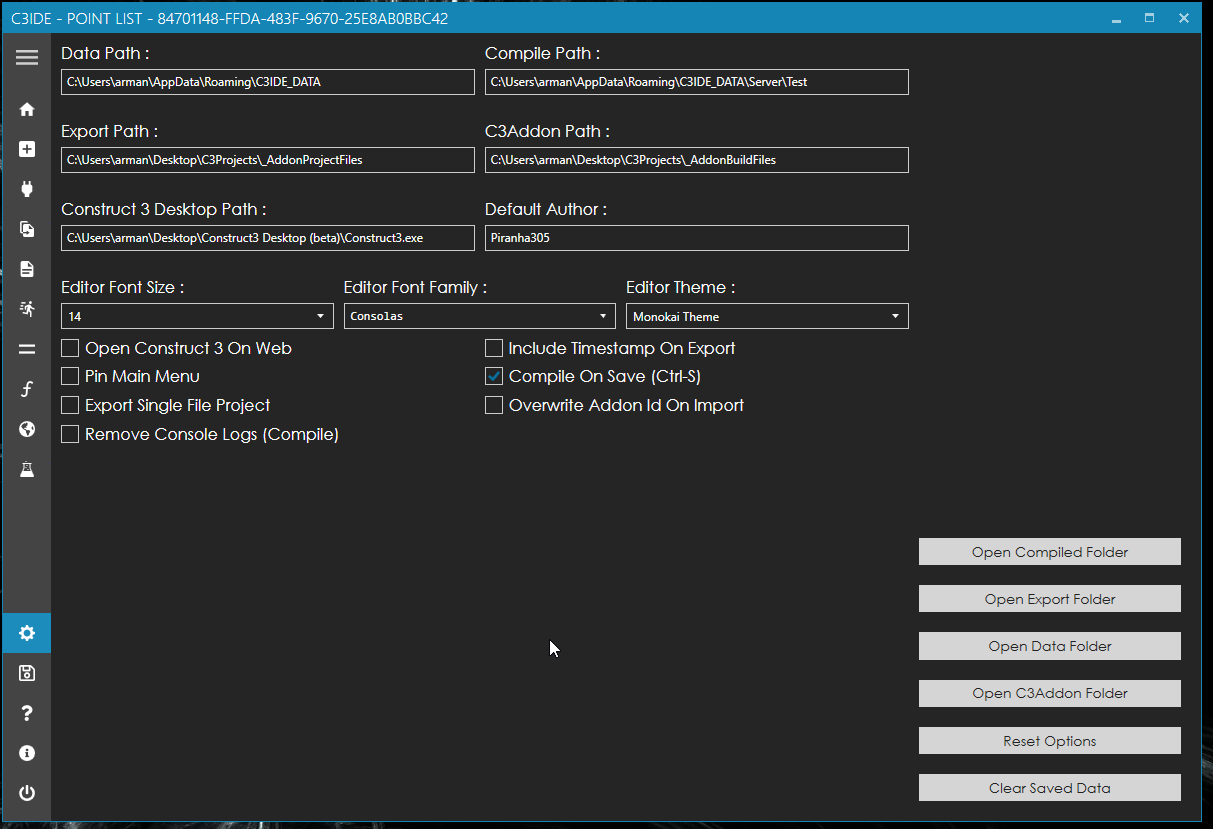 C3IDE - POINT LIST - 84701148-FFDA-483F-9670-25E8AB0BBC42
Data Path :
Compile Path :
C:\Users\arman\AppData\Roaming\C3IDE_DATA
C:\Users\arman\AppData\Roaming\C3IDE_DATA\Server\Test
Export Path :
C3Addon Path :
C:\Users\arman\Desktop\C3Projects\_AddonProjectFiles
C:\Users\arman\Desktop\C3Projects\_AddonBuildFiles
Construct 3 Desktop Path :
Default Author :
C:\Users\arman\Desktop\Construct3 Desktop (beta)\Construct3.exe
Piranha305
Editor Font Size :
Editor Font Family :
Editor Theme :
14
Consolas
Monokai Theme
Open Construct 3 On Web
Include Timestamp On Export
Pin Main Menu
Compile On Save (Ctrl-S)
Export Single File Project
Overwrite Addon Id On Import
Remove Console Logs (Compile)
Open Compiled Folder
Open Export Folder
Open Data Folder
Open C3Addon Folder
Reset Options
Clear Saved Data